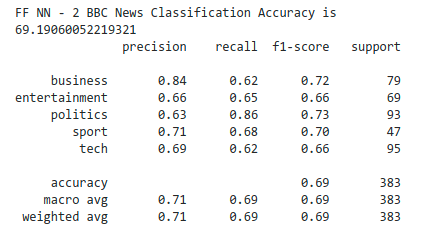 FF NN - 2 BBC News Classification Accuracy is
69.19060052219321
precision recall f1-score support
business 0.84 0.62 0.72 79
entertainment 0.66 0.65 0.66 69
politics 0.63 0.86 0.73 93
sport 0.71 0.68 0.70 47
tech 0.69 0.62 0.66 95
accuracy 0.69 383
macro avg 0.71 0.69 0.69 383
weighted avg 0.71 0.69 0.69 383